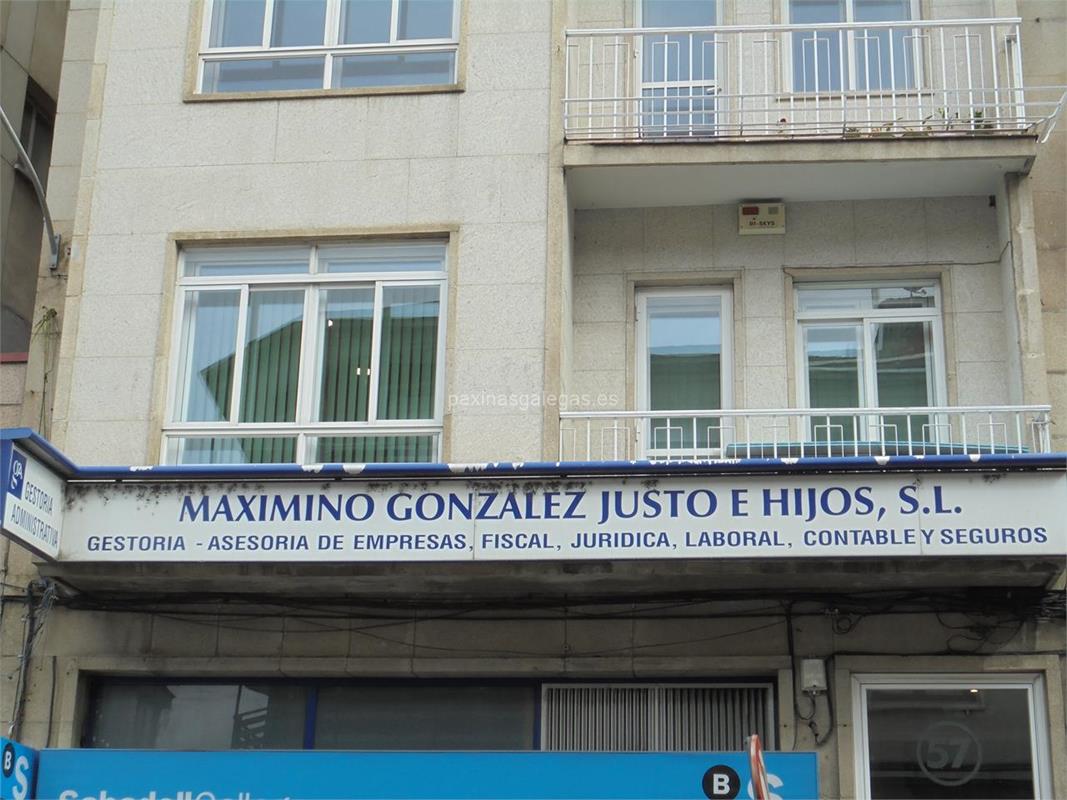 paxinasgalegas.es
GESTORIA
ADMINISTRATIVA
MAXIMINO GONZALEZ JUSTO E HIJOS, S.L.
GESTORIA - ASESORIA DE EMPRESAS, FISCAL, JURIDICA, LABORAL, CONTABLE Y SEGUROS
57
B S
B S